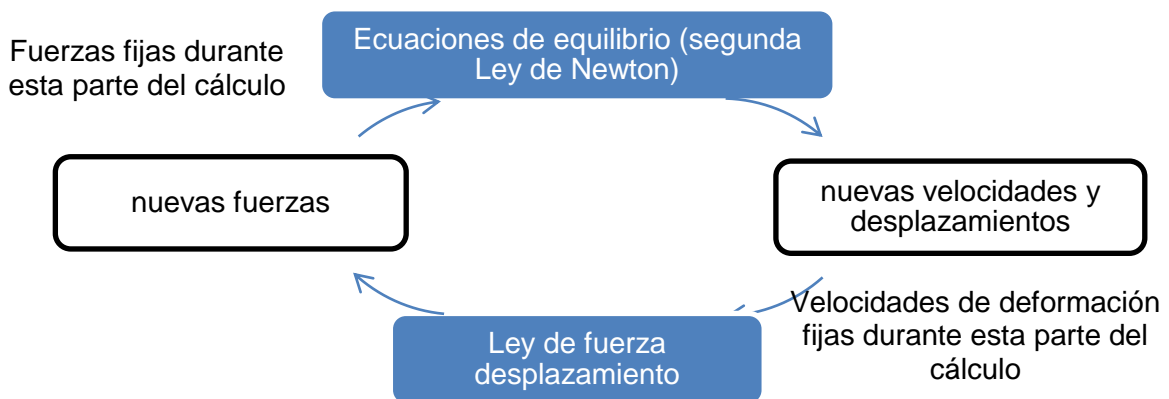 Fuerzas fijas durante
esta parte del cálculo
Ecuaciones de equilibrio (segunda
Ley de Newton)
nuevas fuerzas
nuevas velocidades y
desplazamientos
Ley de fuerza
desplazamiento
Velocidades de deformación
fijas durante esta parte del
cálculo